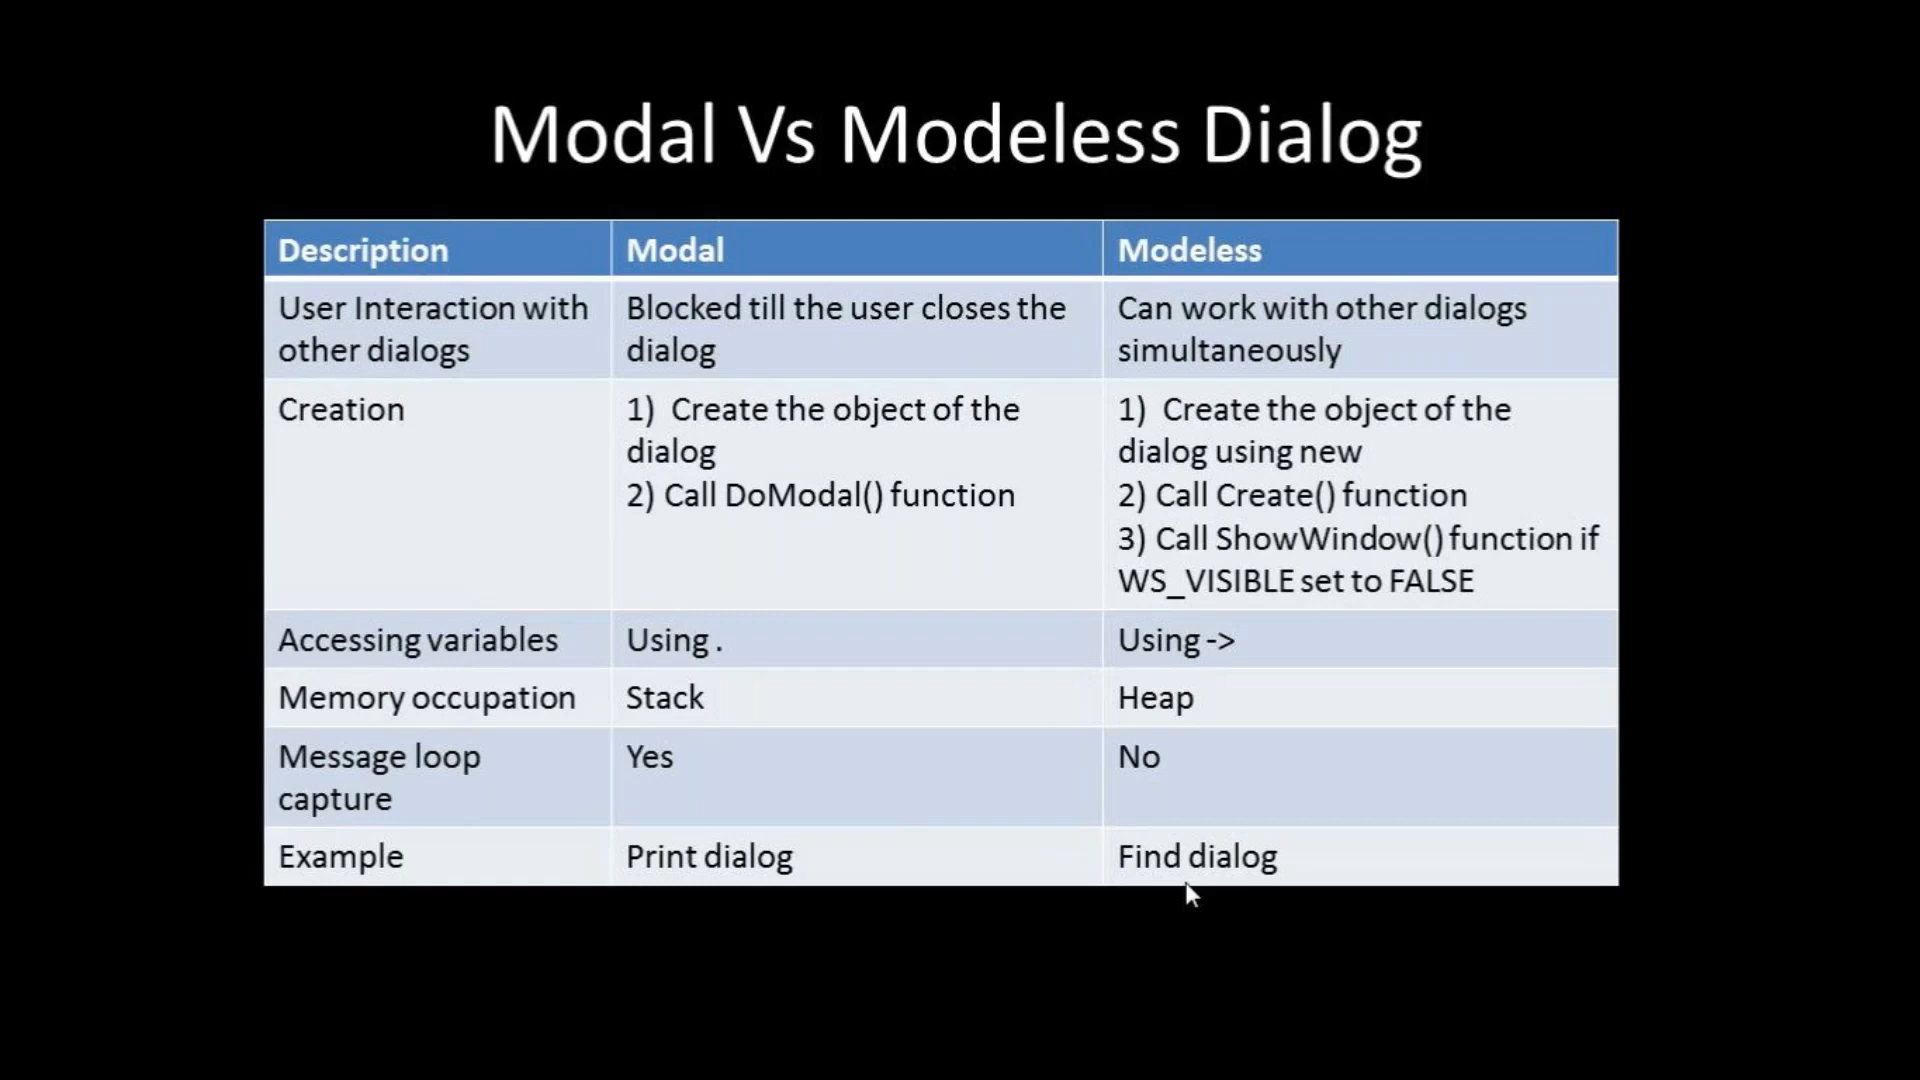 Modal Vs Modeless Dialog
Description
Modal
Modeless
User Interaction with
other dialogs
Blocked till the user closes the
dialog
Can work with other dialogs
simultaneously
Creation
1) Create the object of the
dialog
2) Call DoModal() function
1) Create the object of the
dialog using new
2) Call Create() function
3) Call ShowWindow() function if
WS_VISIBLE set to FALSE
Accessing variables
Using .
Using ->
Memory occupation
Stack
Heap
Message loop
capture
Yes
No
Example
Print dialog
Find dialog